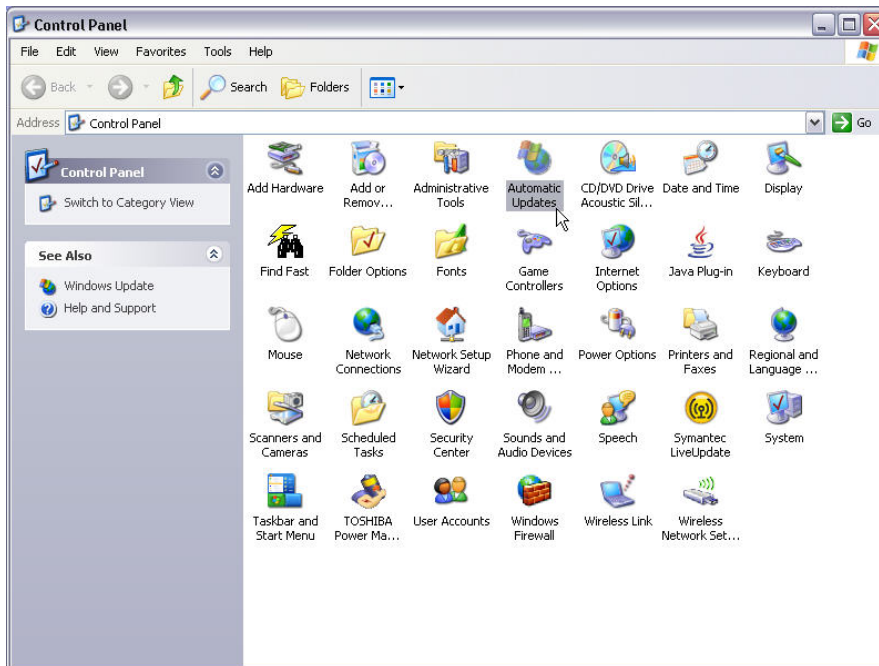 Control Panel
File Edit View Favorites Tools Help
Back Search Folders
Address Control Panel Go
Control Panel
Switch to Category View
See Also
Windows Update
Help and Support
Add Hardware
Add or
Remov...
Administrative
Tools
Automatic
Updates
CD/DVD Drive
Acoustic Sil...
Date and Time
Display
Find Fast
Folder Options
Fonts
Game
Controllers
Internet
Options
Java Plug-in
Keyboard
Mouse
Network
Connections
Network Setup
Wizard
Phone and
Modem ...
Power Options
Printers and
Faxes
Regional and
Language ...
Scanners and
Cameras
Scheduled
Tasks
Security
Center
Sounds and
Audio Devices
Speech
Symantec
LiveUpdate
System
Taskbar and
Start Menu
TOSHIBA
Power Ma...
User Accounts
Windows
Firewall
Wireless Link
Wireless
Network Set...